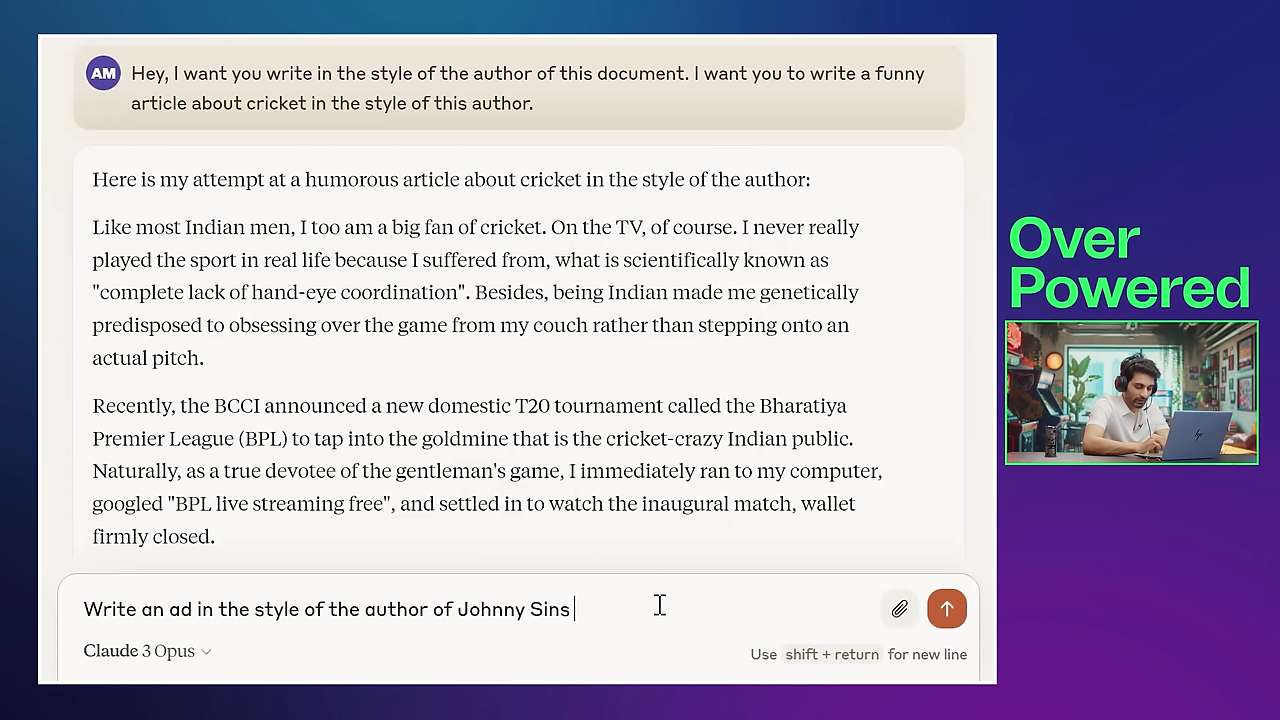 AM
Hey, I want you write in the style of the author of this document. I want you to write a funny
article about cricket in the style of this author.
Here is my attempt at a humorous article about cricket in the style of the author:
Like most Indian men, I too am a big fan of cricket. On the TV, of course. I never really
played the sport in real life because I suffered from, what is scientifically known as
"complete lack of hand-eye coordination". Besides, being Indian made me genetically
predisposed to obsessing over the game from my couch rather than stepping onto an
actual pitch.
Recently, the BCCI announced a new domestic T20 tournament called the Bharatiya
Premier League (BPL) to tap into the goldmine that is the cricket-crazy Indian public.
Naturally, as a true devotee of the gentleman's game, I immediately ran to my computer,
googled "BPL live streaming free", and settled in to watch the inaugural match, wallet
firmly closed.
Write an ad in the style of the author of Johnny Sins
Claude 3 Opus
Use shift + return for new line
Over
Powered
hp